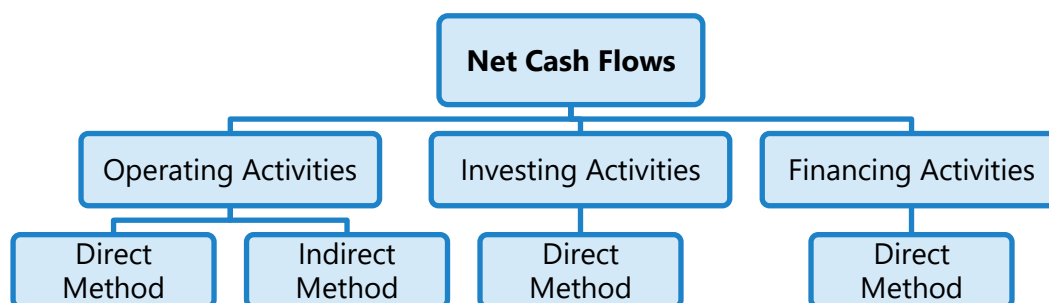 Net Cash Flows
Operating Activities
Investing Activities
Financing Activities
Direct
Method
Indirect
Method
Direct
Method
Direct
Method